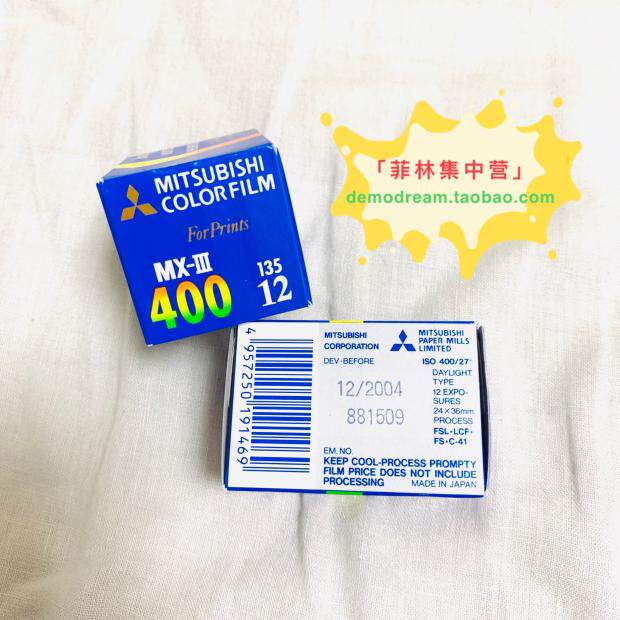 MITSUBISHI
COLOR FILM
For Prints
MX-III
135
400
12
「菲林集中营」
demodream.taobao.com
4957250191469
MITSUBISHI
CORPORATION
MITSUBISHI
PAPER MILLS
LIMITED
DEV-BEFORE
ISO 400/27°
12/2004
881509
DAYLIGHT
TYPE
12 EXPO-
SURES
24×36mm
PROCESS
FSL·LCF·
FS·C-41
EM. NO.
KEEP COOL-PROCESS PROMPTY
FILM PRICE DOES NOT INCLUDE
PROCESSING
MADE IN JAPAN